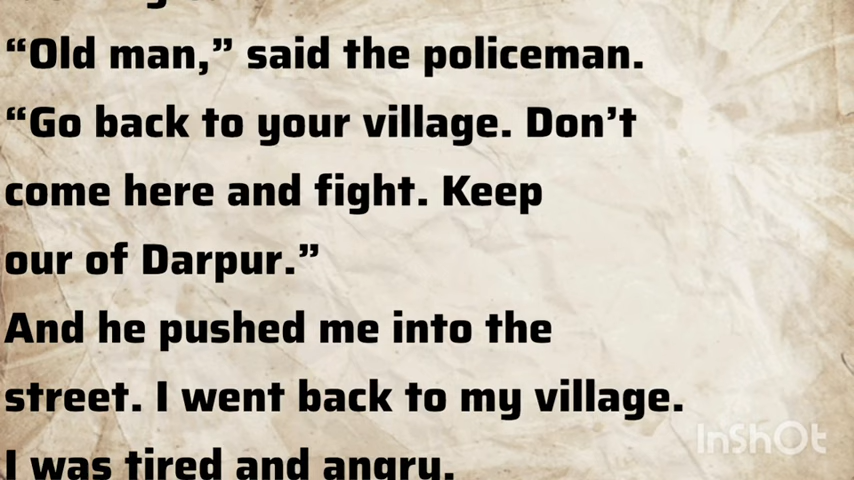 “Old man,” said the policeman.
“Go back to your village. Don’t
come here and fight. Keep
our of Darpur.”
And he pushed me into the
street. I went back to my village.
I was tired and angry.
InShOt